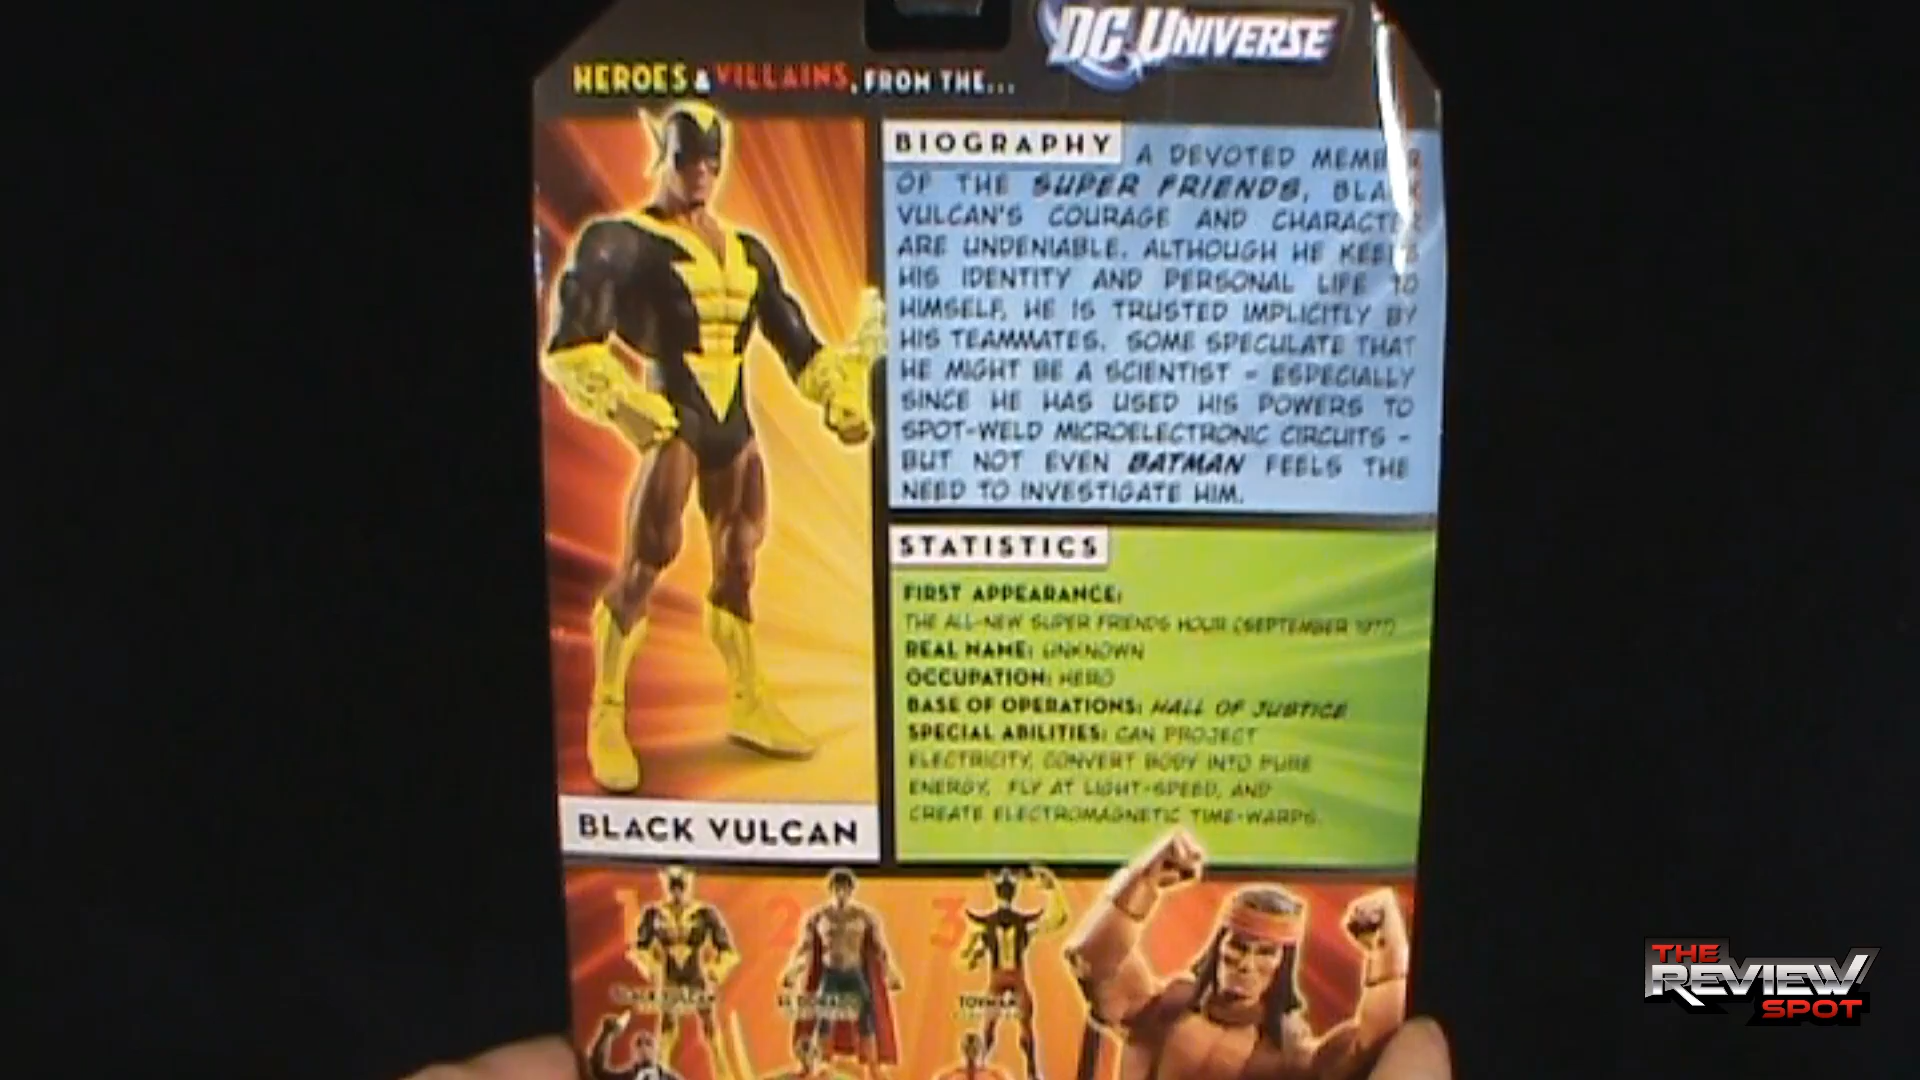 DC UNIVERSE
HEROES & VILLAINS, FROM THE...
BIOGRAPHY
A DEVOTED MEMBER
OF THE SUPER FRIENDS, BLACK
VULCAN'S COURAGE AND CHARACTER
ARE UNDENIABLE. ALTHOUGH HE KEEPS
HIS IDENTITY AND PERSONAL LIFE TO
HIMSELF, HE IS TRUSTED IMPLICITLY BY
HIS TEAMMATES. SOME SPECULATE THAT
HE MIGHT BE A SCIENTIST - ESPECIALLY
SINCE HE HAS USED HIS POWERS TO
SPOT-WELD MICROELECTRONIC CIRCUITS -
BUT NOT EVEN BATMAN FEELS THE
NEED TO INVESTIGATE HIM.
STATISTICS
FIRST APPEARANCE:
THE ALL-NEW SUPER FRIENDS HOUR (SEPTEMBER 1977)
REAL NAME: UNKNOWN
OCCUPATION: HERO
BASE OF OPERATIONS: HALL OF JUSTICE
SPECIAL ABILITIES: CAN PROJECT
ELECTRICITY, CONVERT BODY INTO PURE
ENERGY, FLY AT LIGHT-SPEED, AND
CREATE ELECTROMAGNETIC TIME-WARPS.
BLACK VULCAN
1 2 3
BLACK VULCAN
EL DORADO
TOYMAN
THE
REVIEW
SPOT